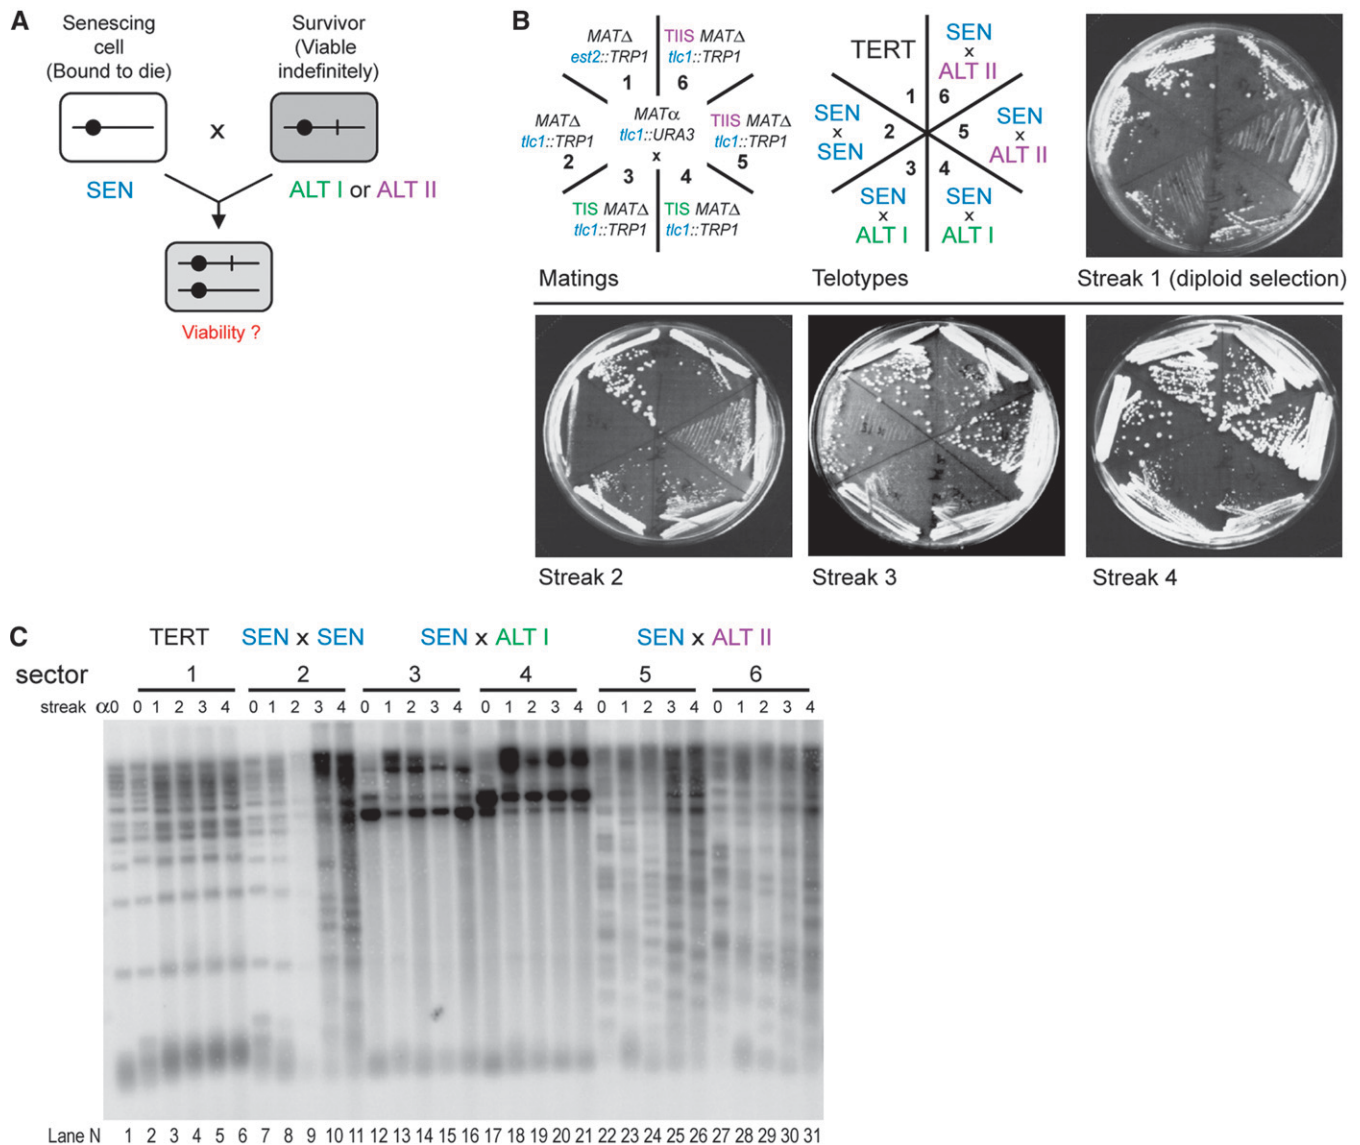 A
Senescing
cell
(Bound to die)
Survivor
(Viable
indefinitely)
x
SEN
ALT I or ALT II
Viability ?
B
MATΔ
est2::TRP1
1
TIIS MATΔ
tlc1::TRP1
6
MATα
tlc1::URA3
x
MATΔ
tlc1::TRP1
2
TIIS MATΔ
tlc1::TRP1
5
3
4
TIS MATΔ
tlc1::TRP1
TIS MATΔ
tlc1::TRP1
Matings
TERT
SEN
x
ALT II
1
6
SEN
x
SEN
2
5
SEN
x
ALT II
3
4
SEN
x
ALT I
SEN
x
ALT I
Telotypes
Streak 1 (diploid selection)
Streak 2
Streak 3
Streak 4
C
TERT SEN x SEN SEN x ALT I SEN x ALT II
sector 1 2 3 4 5 6
streak α0 0 1 2 3 4 0 1 2 3 4 0 1 2 3 4 0 1 2 3 4 0 1 2 3 4 0 1 2 3 4
Lane N 1 2 3 4 5 6 7 8 9 10 11 12 13 14 15 16 17 18 19 20 21 22 23 24 25 26 27 28 29 30 31